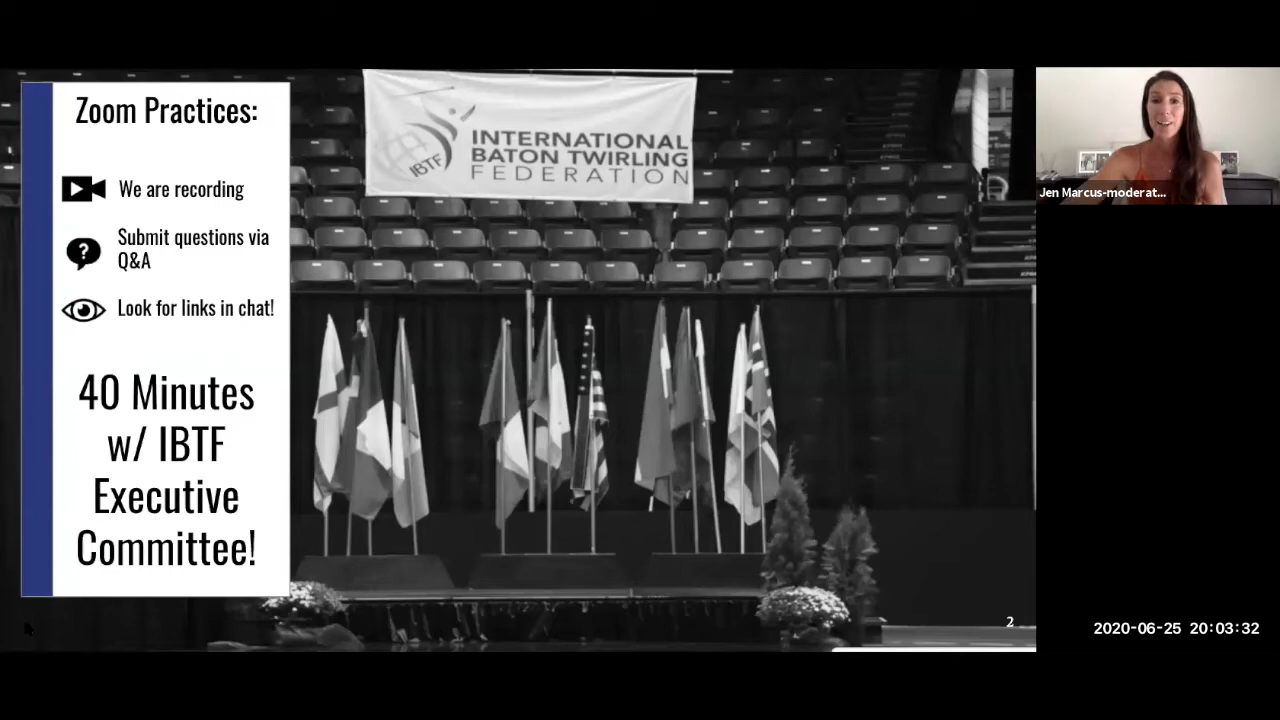 Zoom Practices:
We are recording
Submit questions via
Q&A
Look for links in chat!
40 Minutes
w/ IBTF
Executive
Committee!
IBTF
INTERNATIONAL
BATON TWIRLING
FEDERATION
2
Jen Marcus-moderat...
2020-06-25 20:03:32